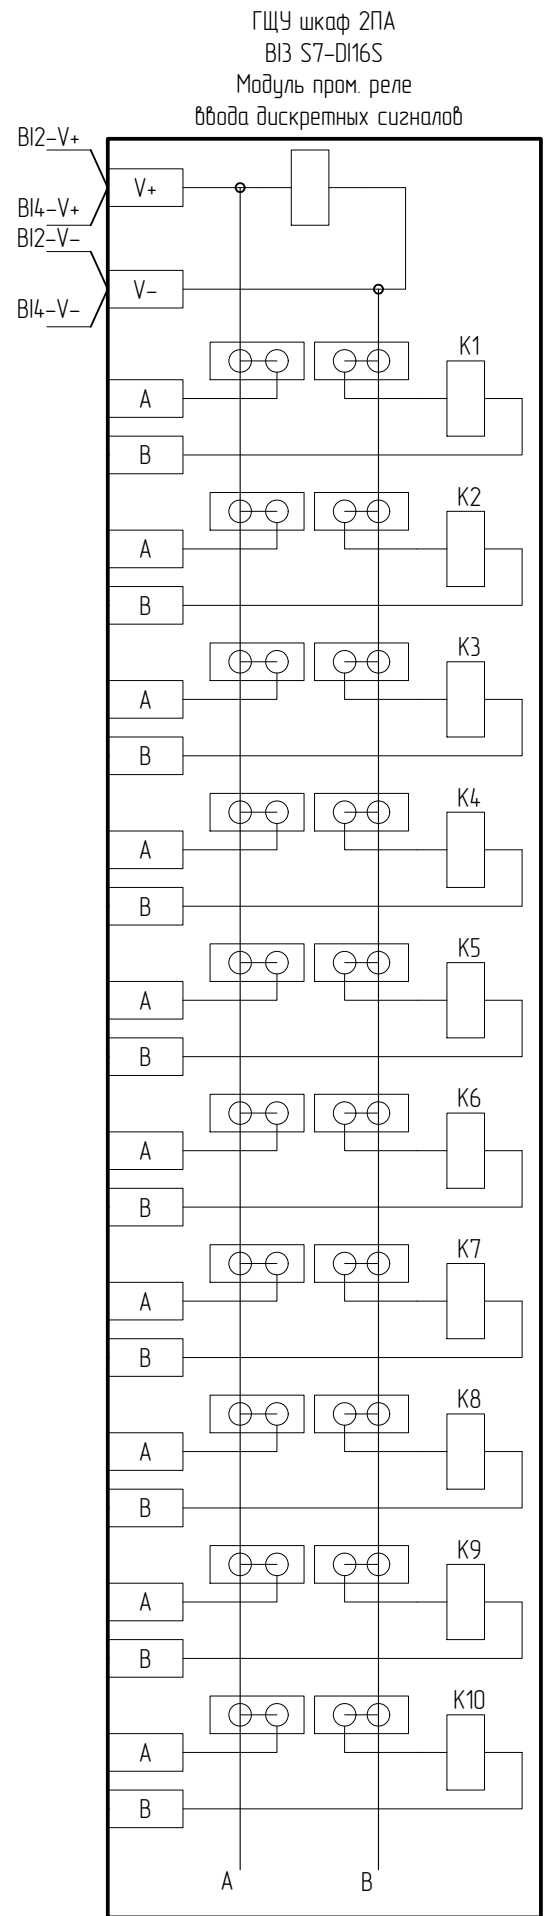 ГЩУ шкаф 2ПА
BI3 S7-DI16S
Модуль пром. реле
ввода дискретных сигналов
BI2-V+
V+
BI4-V+
BI2-V-
V-
BI4-V-
K1
A
B
K2
A
B
K3
A
B
K4
A
B
K5
A
B
K6
A
B
K7
A
B
K8
A
B
K9
A
B
K10
A
B
A B